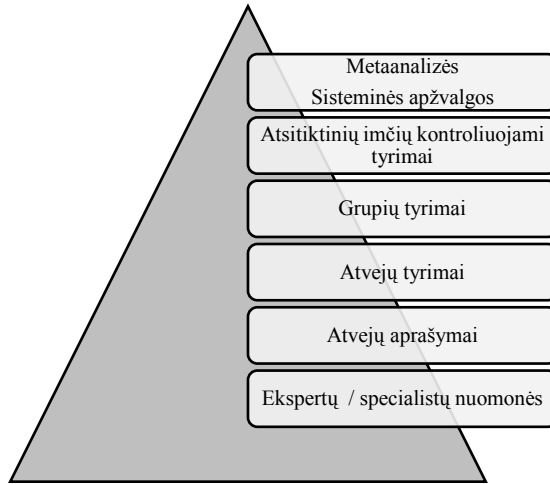 Metaanalizės
Sisteminės apžvalgos
Atsitiktinių imčių kontroliuojami
tyrimai
Grupių tyrimai
Atvejų tyrimai
Atvejų aprašymai
Ekspertų / specialistų nuomonės